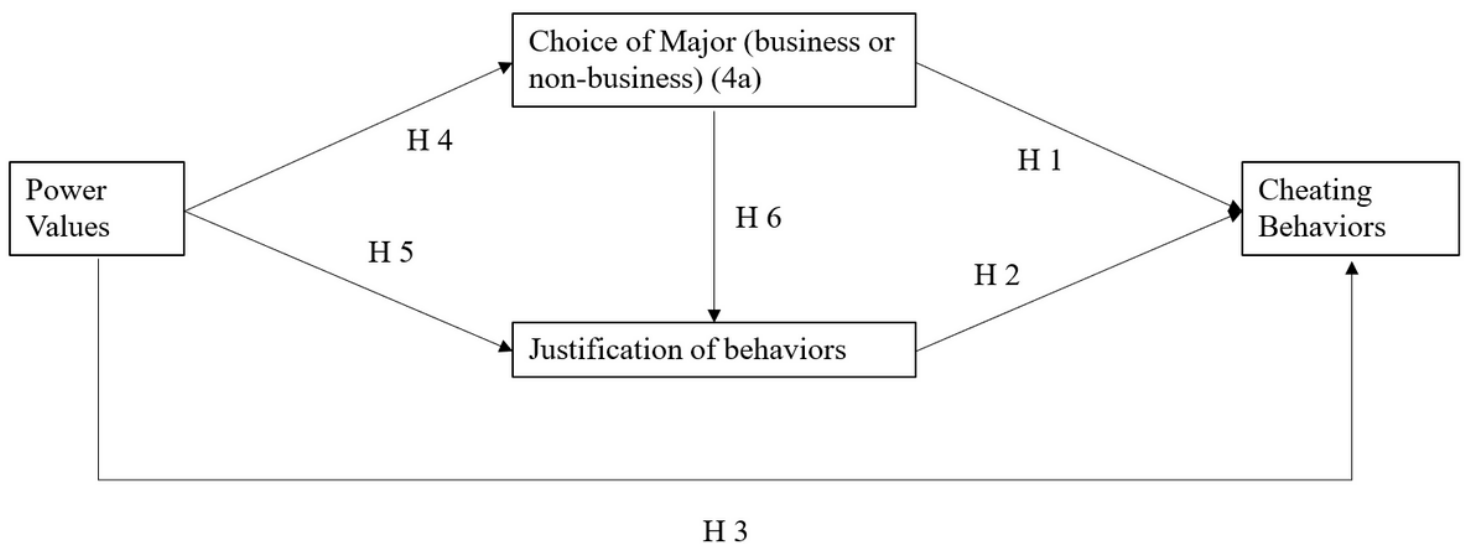 Choice of Major (business or
non-business) (4a)
H 4
H 1
Power
Values
Cheating
Behaviors
H 6
H 5
H 2
Justification of behaviors
H 3